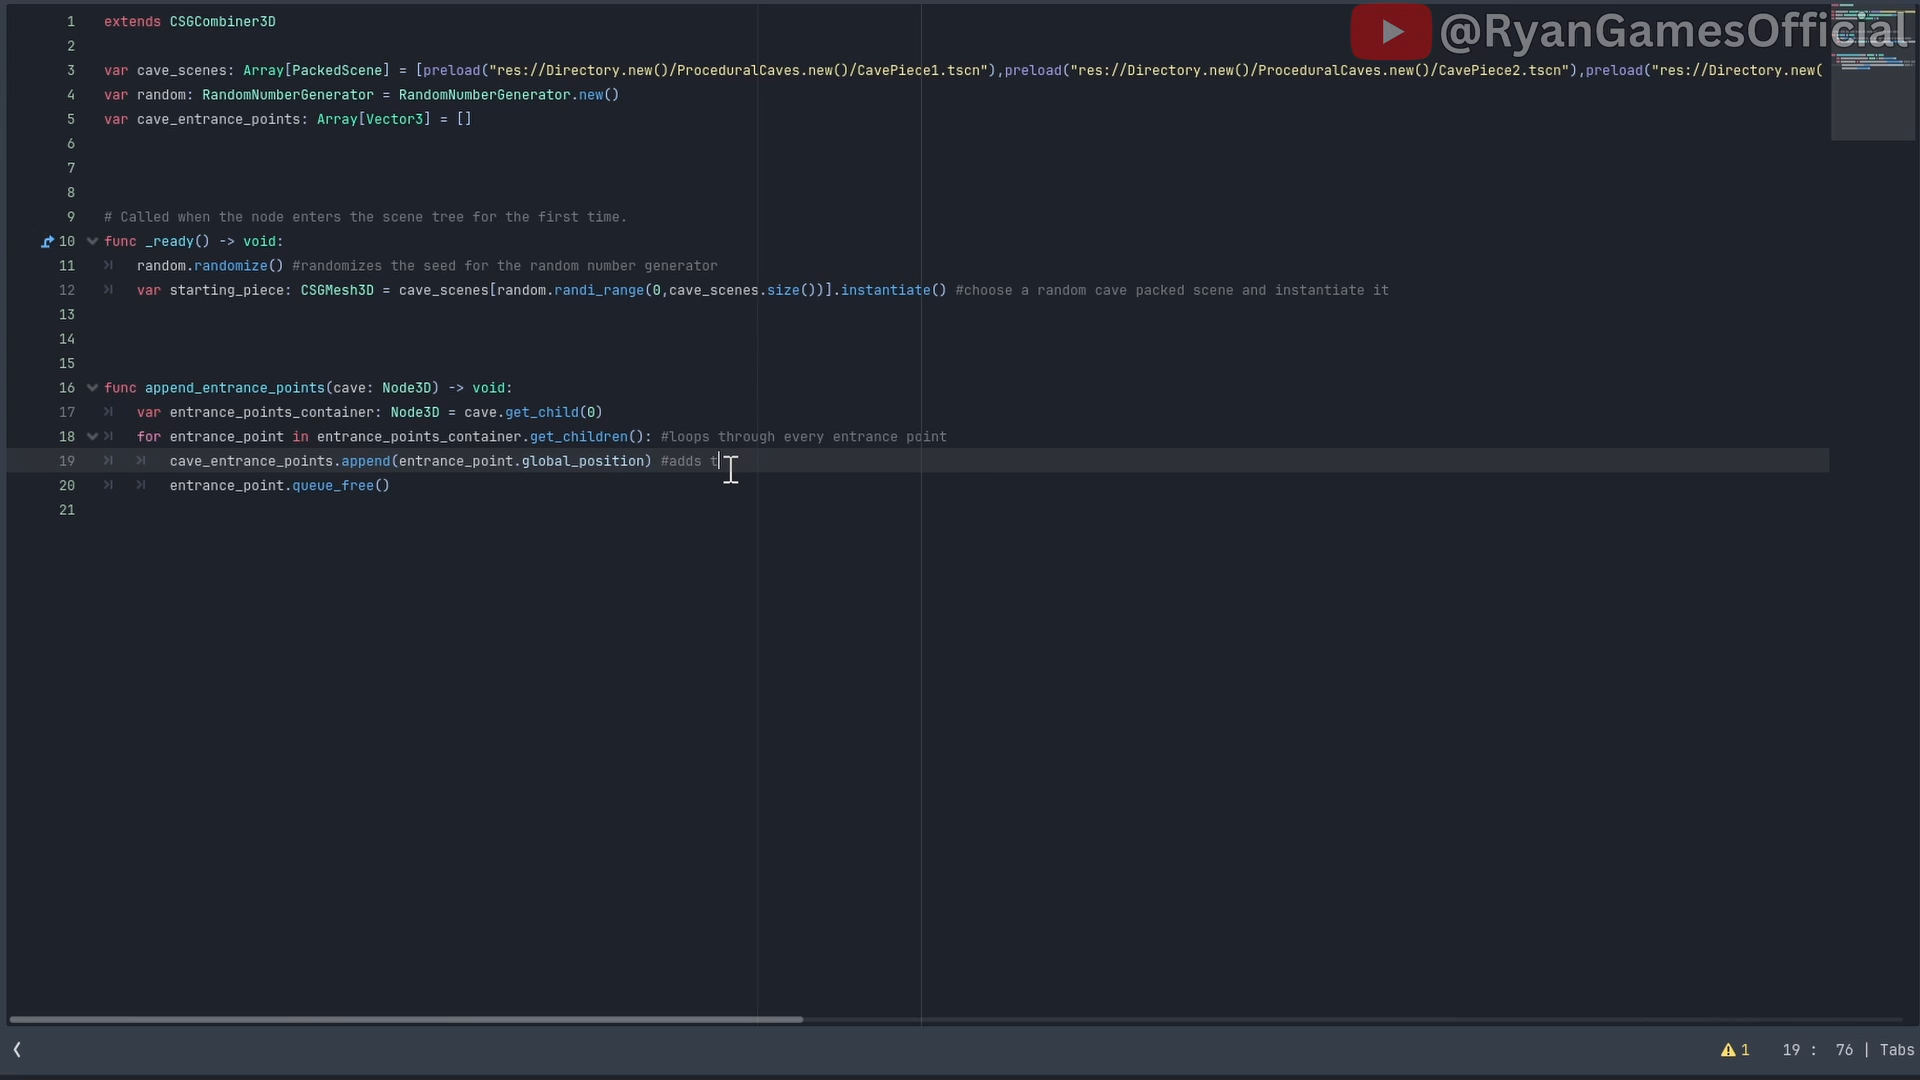 @RyanGamesOfficial
1 extends CSGCombiner3D
2
3 var cave_scenes: Array[PackedScene] = [preload("res://Directory.new()/ProceduralCaves.new()/CavePiece1.tscn"),preload("res://Directory.new()/ProceduralCaves.new()/CavePiece2.tscn"),preload("res://Directory.new(
4 var random: RandomNumberGenerator = RandomNumberGenerator.new()
5 var cave_entrance_points: Array[Vector3] = []
6
7
8
9 # Called when the node enters the scene tree for the first time.
10 func _ready() -> void:
11 random.randomize() #randomizes the seed for the random number generator
12 var starting_piece: CSGMesh3D = cave_scenes[random.randi_range(0,cave_scenes.size())].instantiate() #choose a random cave packed scene and instantiate it
13
14
15
16 func append_entrance_points(cave: Node3D) -> void:
17 var entrance_points_container: Node3D = cave.get_child(0)
18 for entrance_point in entrance_points_container.get_children(): #loops through every entrance point
19 cave_entrance_points.append(entrance_point.global_position) #adds t
20 entrance_point.queue_free()
21
1 19 : 76 | Tabs